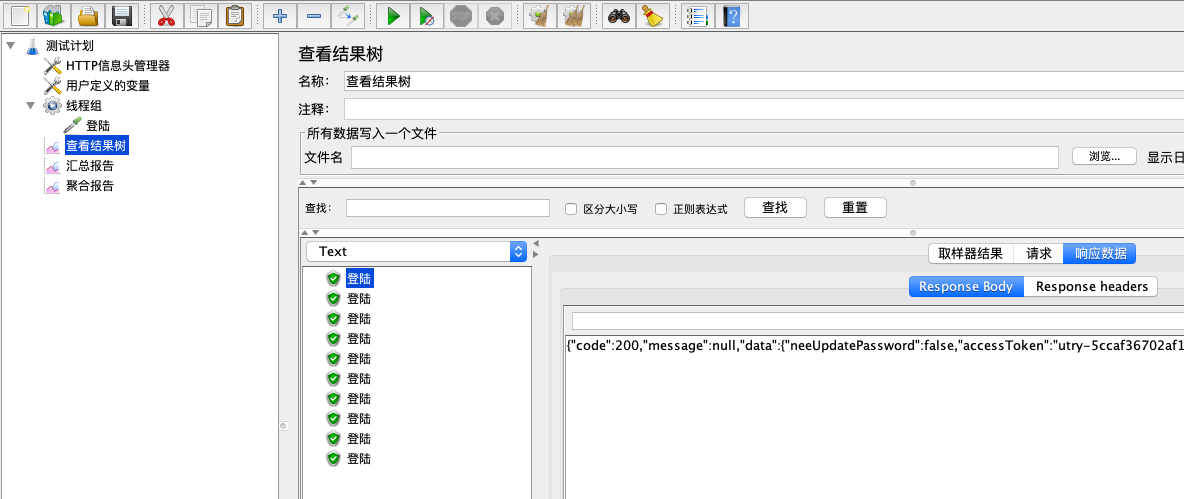 测试计划
HTTP信息头管理器
用户定义的变量
线程组
登陆
查看结果树
汇总报告
聚合报告
查看结果树
名称： 查看结果树
注释：
所有数据写入一个文件
文件名 浏览... 显示日
查找： 区分大小写 正则表达式 查找 重置
Text
登陆
登陆
登陆
登陆
登陆
登陆
登陆
登陆
登陆
登陆
取样器结果 请求 响应数据
Response Body Response headers
{"code":200,"message":null,"data":{"neeUpdatePassword":false,"accessToken":"utry-5ccaf36702af1